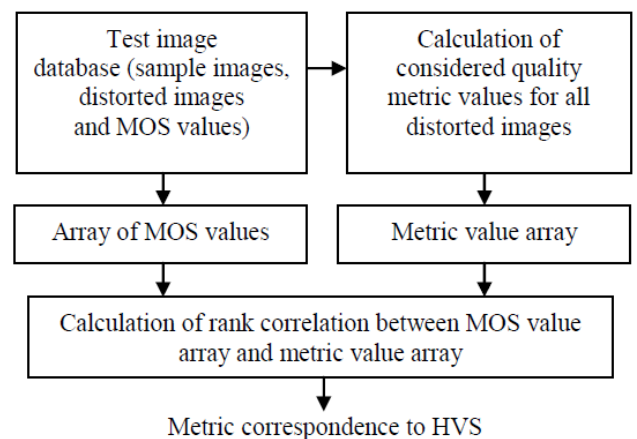 Test image
database (sample images,
distorted images
and MOS values)
Calculation of
considered quality
metric values for all
distorted images
Array of MOS values
Metric value array
Calculation of rank correlation between MOS value
array and metric value array
Metric correspondence to HVS